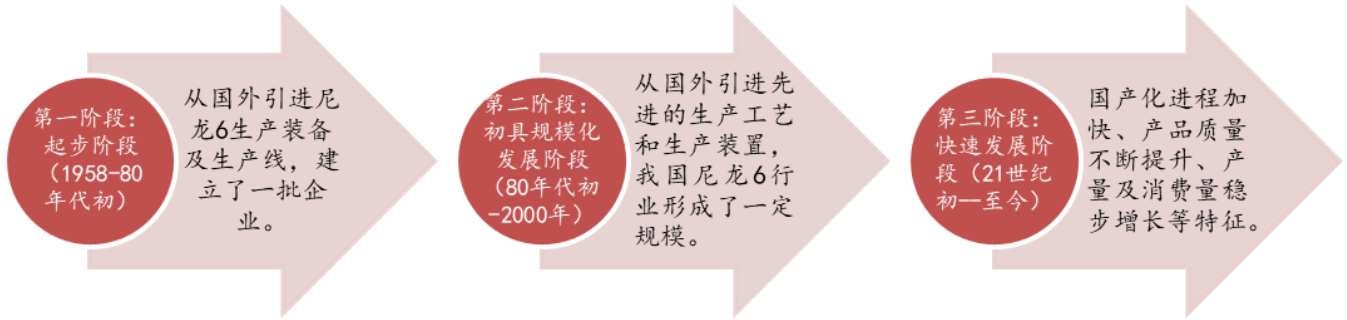 第一阶段：
起步阶段
（1958-80
年代初）
从国外引进尼
龙6生产装备
及生产线，建
立了一批企
业。
第二阶段：
初具规模化
发展阶段
（80年代初
-2000年）
从国外引进先
进的生产工艺
和生产装置，
我国尼龙6行
业形成了一定
规模。
第三阶段：
快速发展阶
段（21世纪
初--至今）
国产化进程加
快、产品质量
不断提升、产
量及消费量稳
步增长等特征。